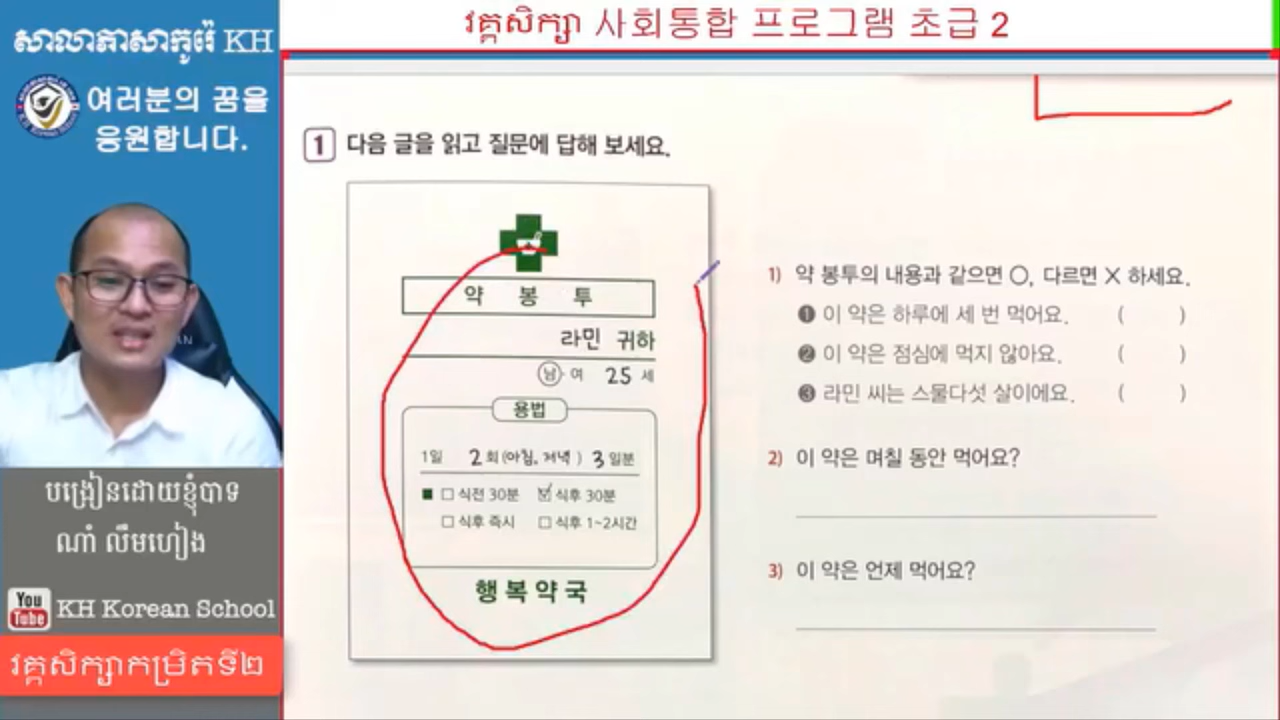 សាលាភាសាកូរ៉េ KH
여러분의 꿈을
응원합니다.
បង្រៀនដោយខ្ញុំបាទ
ណាំ លឹមហៀង
You Tube KH Korean School
វគ្គសិក្សាកម្រិតទី២
វគ្គសិក្សា 사회통합 프로그램 초급 2
1 다음 글을 읽고 질문에 답해 보세요.
약 봉 투
라민 귀하
남 여 25 세
용법
1일 2회(아침, 저녁) 3일분
■ □ 식전 30분 ☑ 식후 30분
□ 식후 즉시 □ 식후 1~2시간
행복약국
1) 약 봉투의 내용과 같으면 ○, 다르면 X 하세요.
❶ 이 약은 하루에 세 번 먹어요. ( )
❷ 이 약은 점심에 먹지 않아요. ( )
❸ 라민 씨는 스물다섯 살이에요. ( )
2) 이 약은 며칠 동안 먹어요?
3) 이 약은 언제 먹어요?